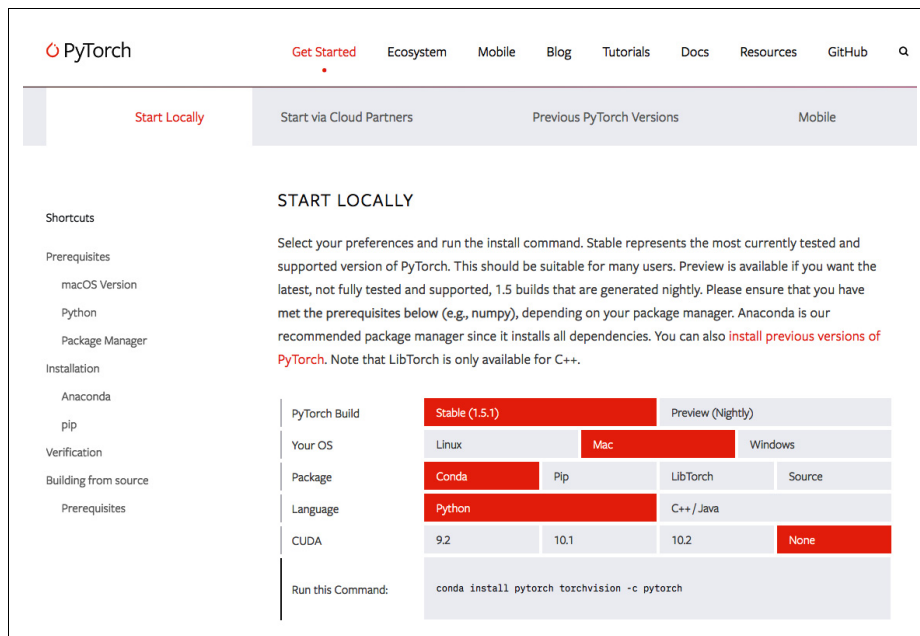 PyTorch
Get Started Ecosystem Mobile Blog Tutorials Docs Resources GitHub
Start Locally Start via Cloud Partners Previous PyTorch Versions Mobile
Shortcuts
Prerequisites
macOS Version
Python
Package Manager
Installation
Anaconda
pip
Verification
Building from source
Prerequisites
START LOCALLY
Select your preferences and run the install command. Stable represents the most currently tested and
supported version of PyTorch. This should be suitable for many users. Preview is available if you want the
latest, not fully tested and supported, 1.5 builds that are generated nightly. Please ensure that you have
met the prerequisites below (e.g., numpy), depending on your package manager. Anaconda is our
recommended package manager since it installs all dependencies. You can also install previous versions of
PyTorch. Note that LibTorch is only available for C++.
PyTorch Build Stable (1.5.1) Preview (Nightly)
Your OS Linux Mac Windows
Package Conda Pip LibTorch Source
Language Python C++ / Java
CUDA 9.2 10.1 10.2 None
Run this Command: conda install pytorch torchvision -c pytorch